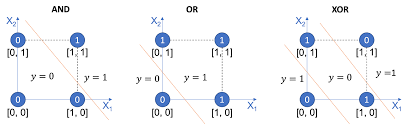 AND
X₂
0
1
[0, 1]
[1, 1]
y = 0
y = 1
0
0
X₁
[0, 0]
[1, 0]
OR
X₂
1
1
[0, 1]
[1, 1]
y = 0
y = 1
0
1
X₁
[0, 0]
[1, 0]
XOR
X₂
1
0
[0, 1]
[1, 1]
y = 1
y = 0
y =1
0
1
X₁
[0, 0]
[1, 0]